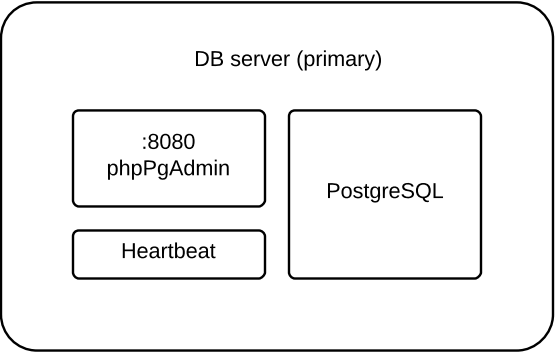 DB server (primary)
:8080
phpPgAdmin
PostgreSQL
Heartbeat